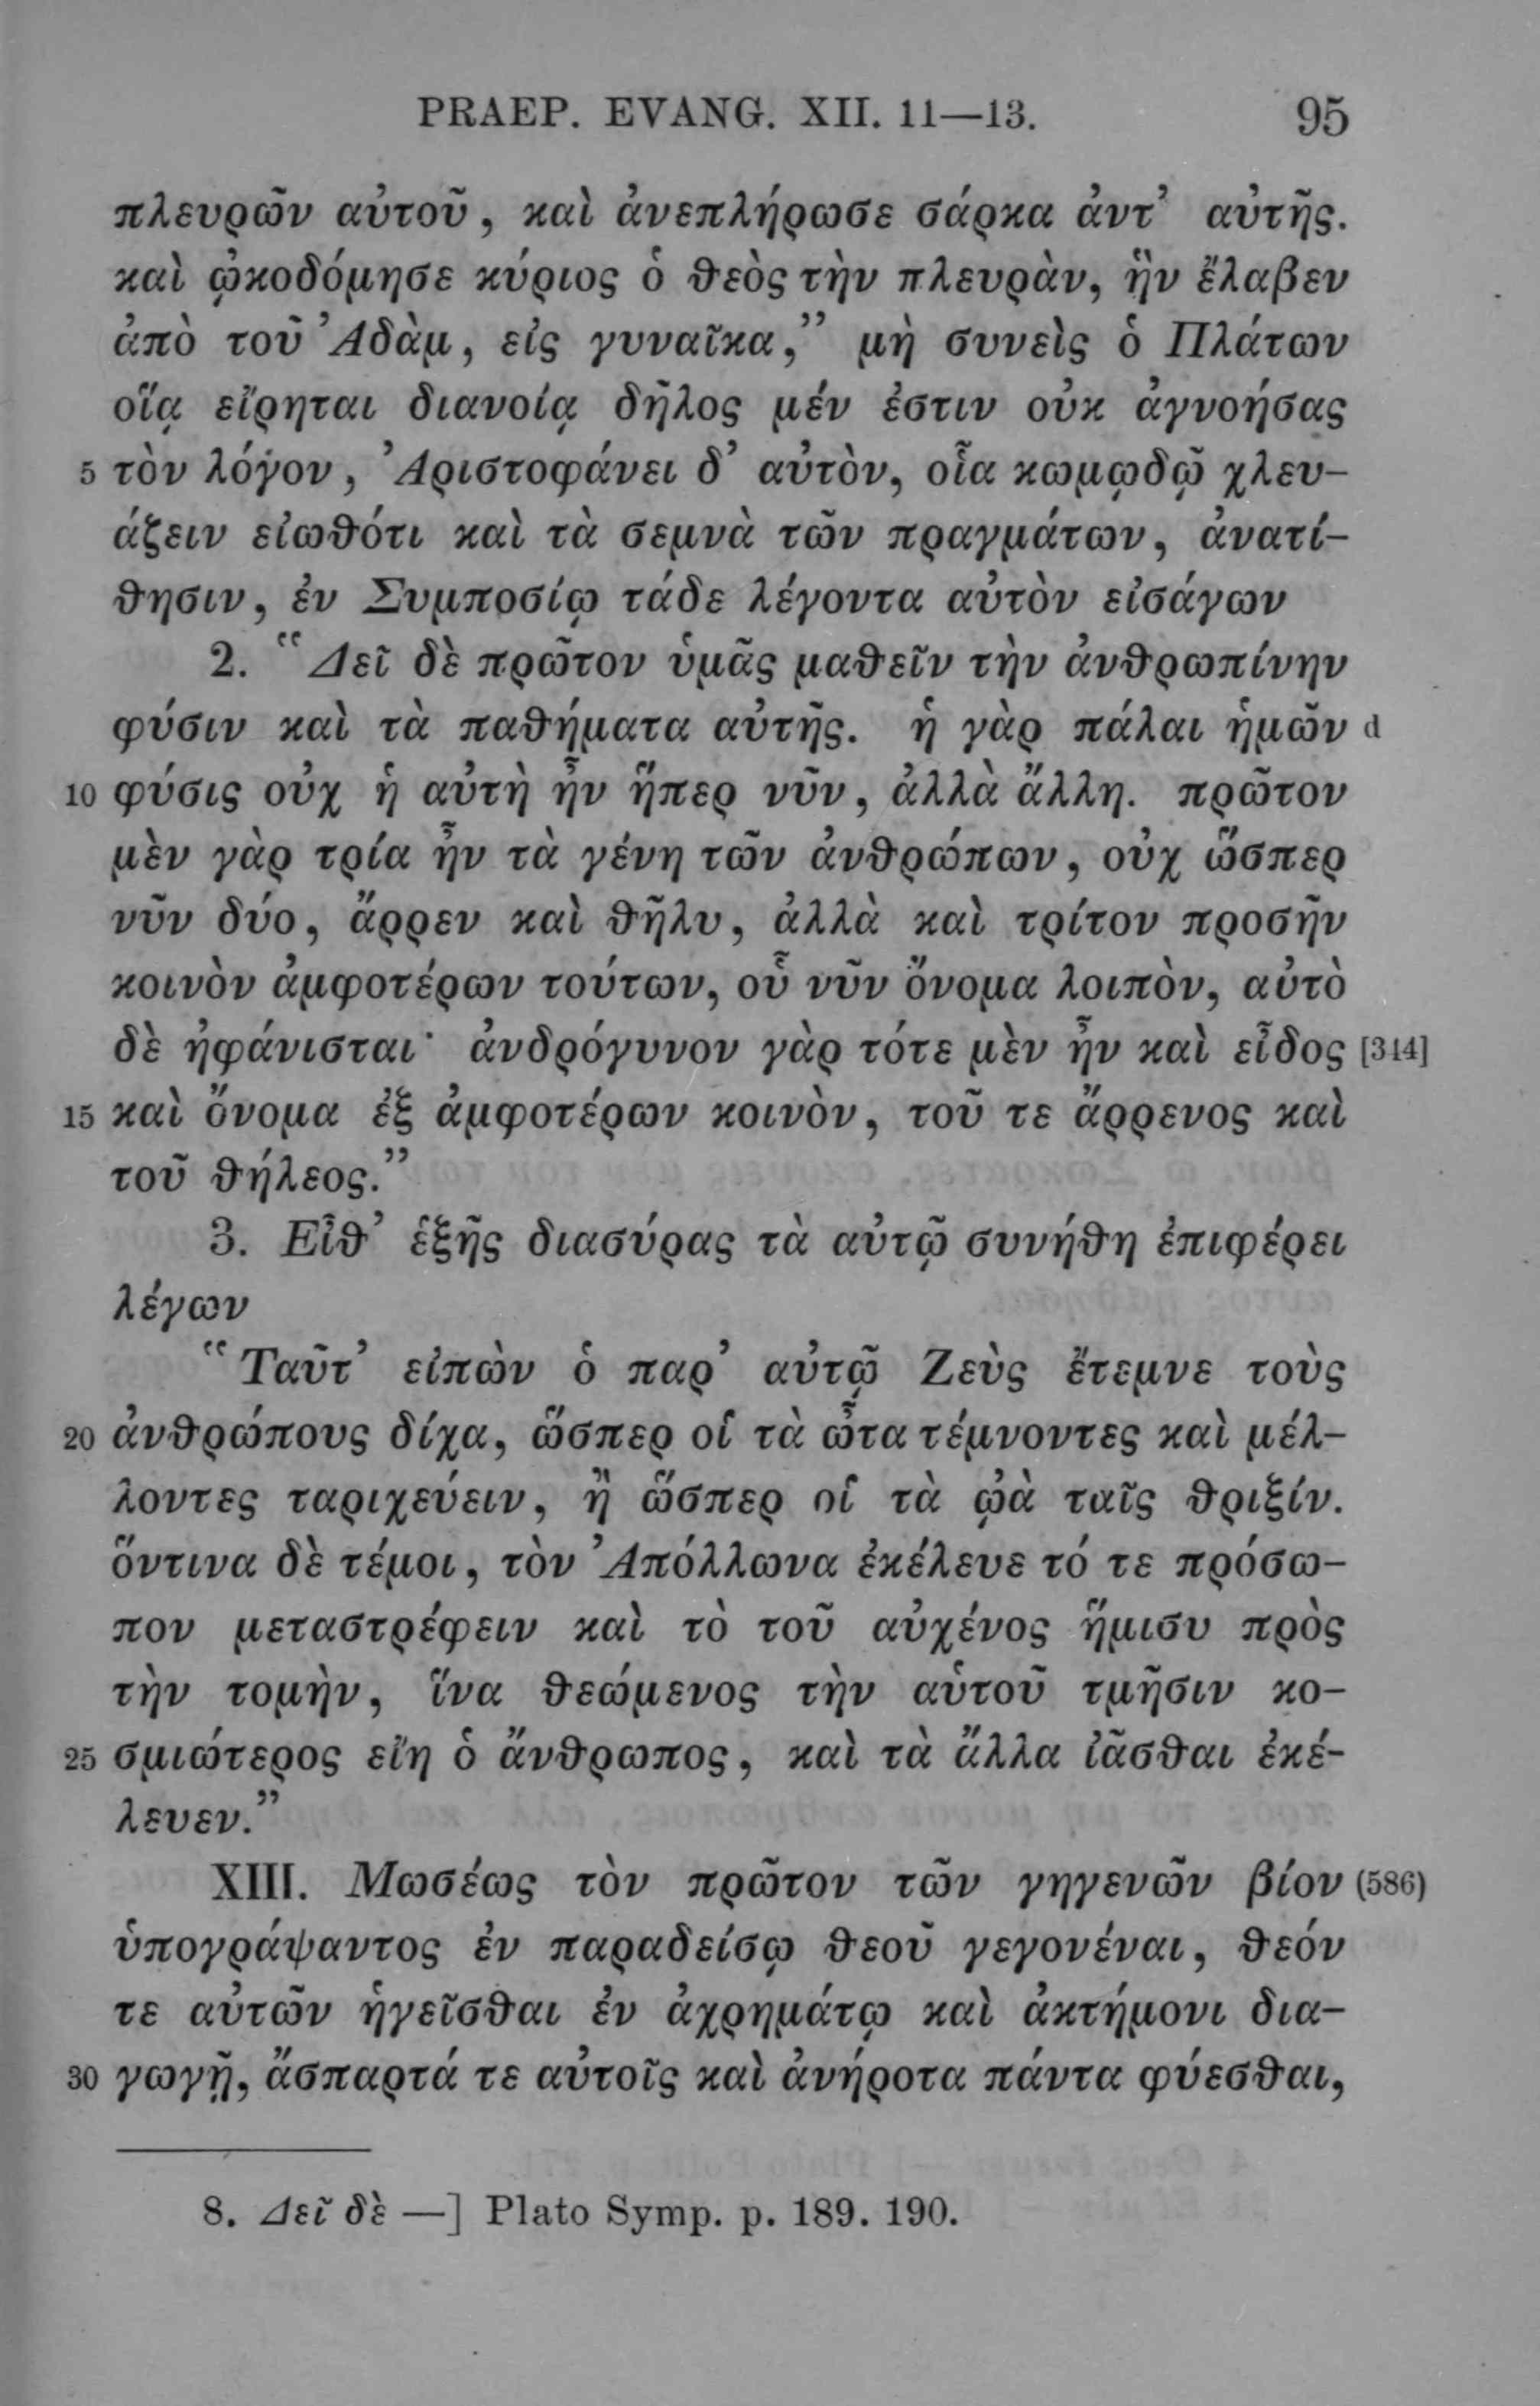 PRAEP. EVANG. XII. 11—13. 95
πλευρῶν αὐτοῦ, καὶ ἀνεπλήρωσε σάρκα ἀντ’ αὐτῆς.
καὶ ᾠκοδόμησε κύριος ὁ θεὸς τὴν πλευρὰν, ἣν ἔλαβεν
ἀπὸ τοῦ Ἀδὰμ, εἰς γυναῖκα,” μὴ συνεὶς ὁ Πλάτων
οἵᾳ εἴρηται διανοίᾳ δῆλος μέν ἐστιν οὐκ ἀγνοήσας
5 τὸν λόγον, Ἀριστοφάνει δ’ αὐτὸν, οἷα κωμῳδῷ χλευ-
άζειν εἰωθότι καὶ τὰ σεμνὰ τῶν πραγμάτων, ἀνατί-
θησιν, ἐν Συμποσίῳ τάδε λέγοντα αὐτὸν εἰσάγων
2. “Δεῖ δὲ πρῶτον ὑμᾶς μαθεῖν τὴν ἀνθρωπίνην
φύσιν καὶ τὰ παθήματα αὐτῆς. ἡ γὰρ πάλαι ἡμῶν d
10 φύσις οὐχ ἡ αὐτὴ ἦν ἥπερ νῦν, ἀλλὰ ἄλλη. πρῶτον
μὲν γὰρ τρία ἦν τὰ γένη τῶν ἀνθρώπων, οὐχ ὥσπερ
νῦν δύο, ἄρρεν καὶ θῆλυ, ἀλλὰ καὶ τρίτον προσῆν
κοινὸν ἀμφοτέρων τούτων, οὗ νῦν ὄνομα λοιπὸν, αὐτὸ
δὲ ἠφάνισται· ἀνδρόγυνον γὰρ τότε μὲν ἦν καὶ εἶδος [314]
15 καὶ ὄνομα ἐξ ἀμφοτέρων κοινὸν, τοῦ τε ἄρρενος καὶ
τοῦ θήλεος.”
3. Εἶθ’ ἑξῆς διασύρας τὰ αὐτῷ συνήθη ἐπιφέρει
λέγων
“Ταῦτ’ εἰπὼν ὁ παρ’ αὐτῷ Ζεὺς ἔτεμνε τοὺς
20 ἀνθρώπους δίχα, ὥσπερ οἱ τὰ ὦτα τέμνοντες καὶ μέλ-
λοντες ταριχεύειν, ἢ ὥσπερ οἱ τὰ ᾠὰ ταῖς θριξίν.
ὅντινα δὲ τέμοι, τὸν Ἀπόλλωνα ἐκέλευε τό τε πρόσω-
πον μεταστρέφειν καὶ τὸ τοῦ αὐχένος ἥμισυ πρὸς
τὴν τομὴν, ἵνα θεώμενος τὴν αὑτοῦ τμῆσιν κο-
25 σμιώτερος εἴη ὁ ἄνθρωπος, καὶ τὰ ἄλλα ἰᾶσθαι ἐκέ-
λευεν.”
XIII. Μωσέως τὸν πρῶτον τῶν γηγενῶν βίον (586)
ὑπογράψαντος ἐν παραδείσῳ θεοῦ γεγονέναι, θεόν
τε αὐτῶν ἡγεῖσθαι ἐν ἀχρημάτῳ καὶ ἀκτήμονι δια-
30 γωγῇ, ἄσπαρτά τε αὐτοῖς καὶ ἀνήροτα πάντα φύεσθαι,
8. Δεῖ δὲ —] Plato Symp. p. 189. 190.